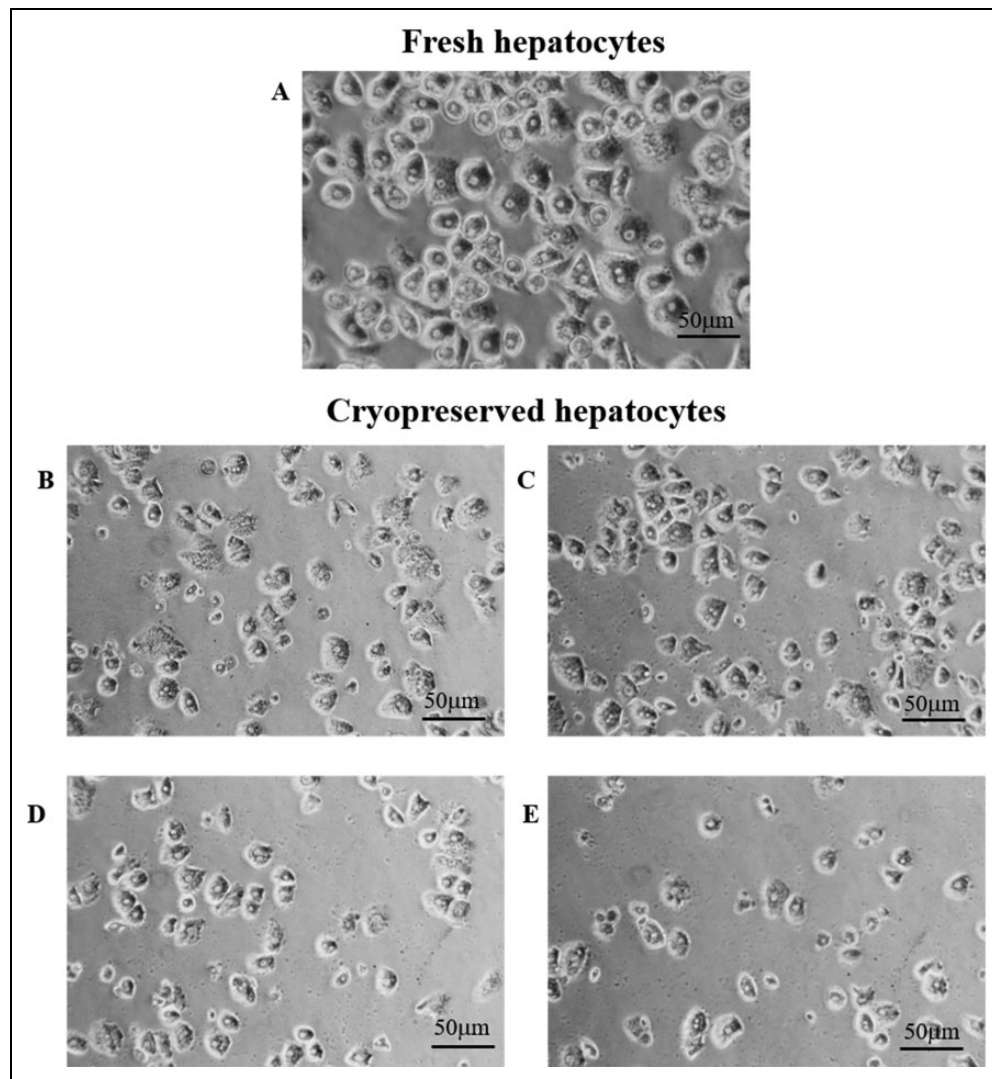 Fresh hepatocytes
A
50μm
Cryopreserved hepatocytes
B
C
50μm
50μm
D
E
50μm
50μm